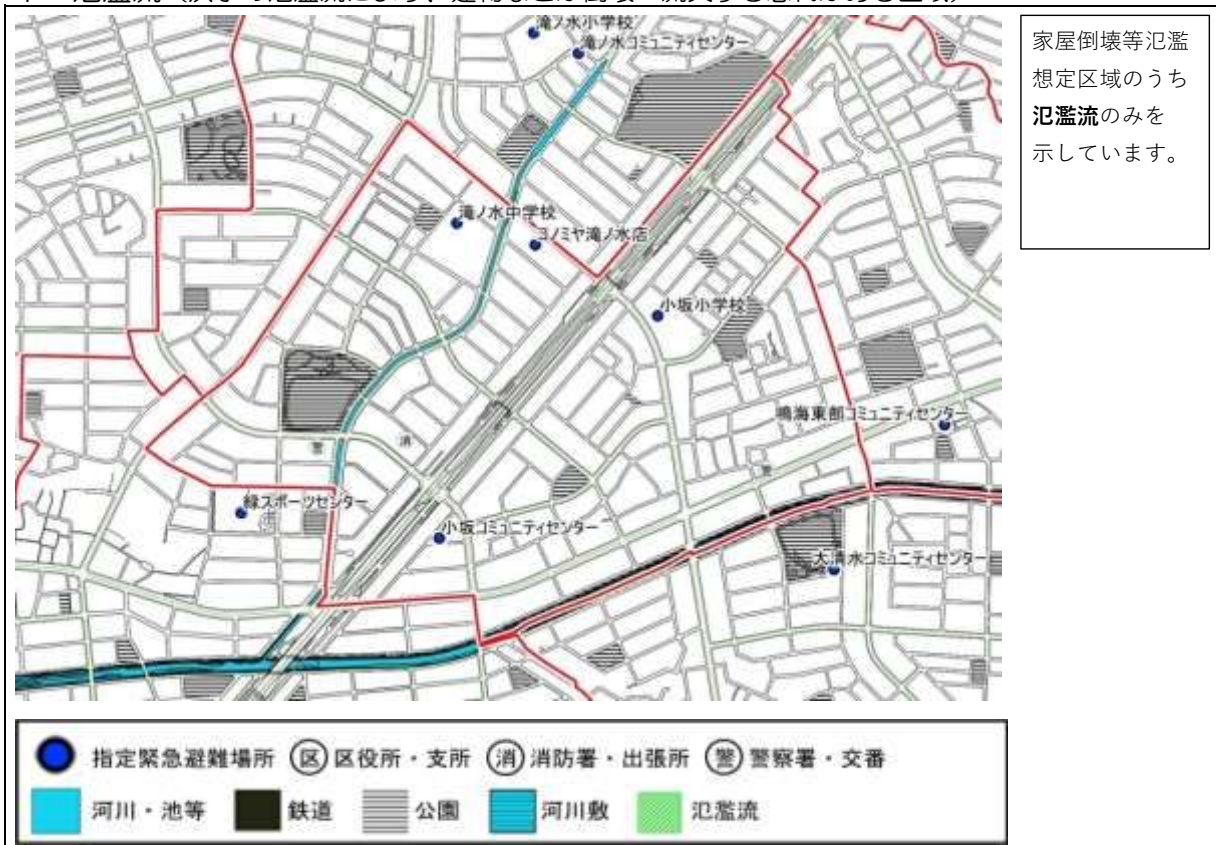 家屋倒壊等氾濫
想定区域のうち
氾濫流のみを
示しています。
滝ノ水小学校
滝ノ水コミュニティセンター
滝ノ水中学校
ヨノミヤ滝ノ水店
小坂小学校
鳴海東部コミュニティセンター
警
消
警
緑スポーツセンター
小坂コミュニティセンター
大清水コミュニティセンター
指定緊急避難場所 区 区役所・支所 消 消防署・出張所 警 警察署・交番
河川・池等 鉄道 公園 河川敷 氾濫流